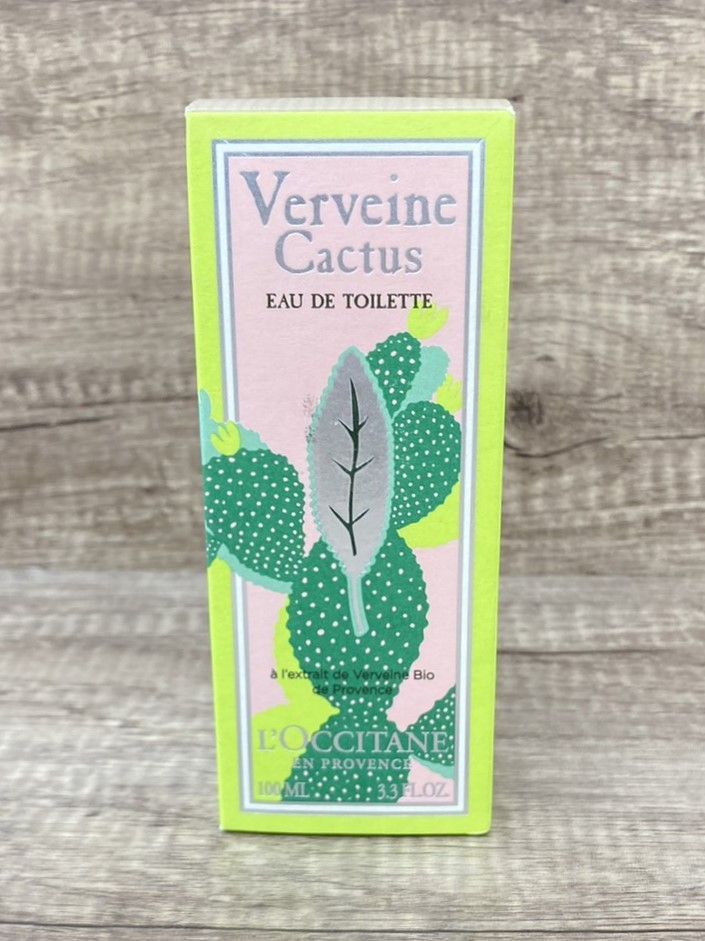 Verveine
Cactus
EAU DE TOILETTE
à l'extrait de Verveine Bio
de Provence
L'OCCITANE
EN PROVENCE
100 ML 3.3 FL.OZ.